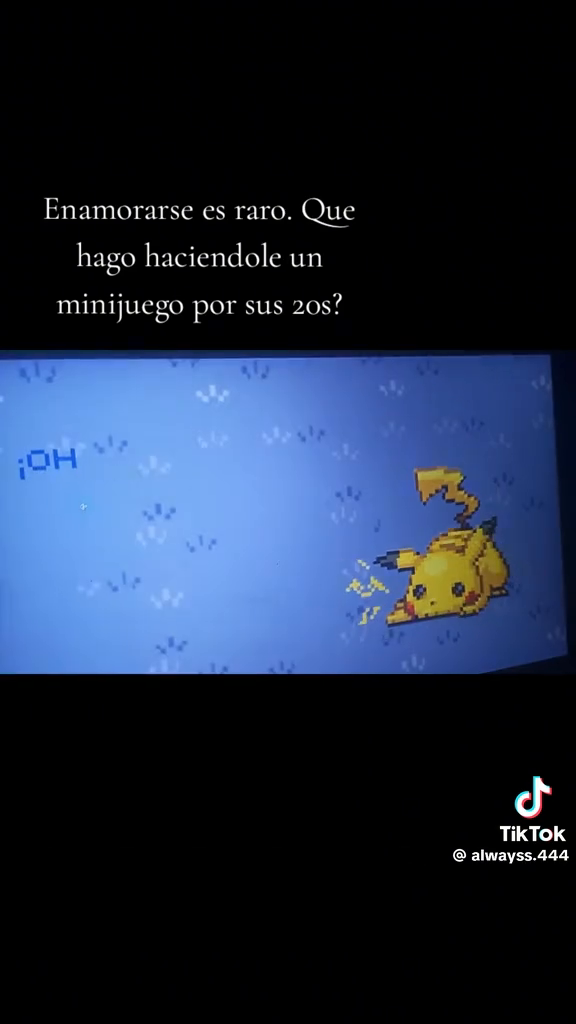 Enamorarse es raro. Que
hago haciendole un
minijuego por sus 20s?
¡OH
TikTok
@ alwayss.444